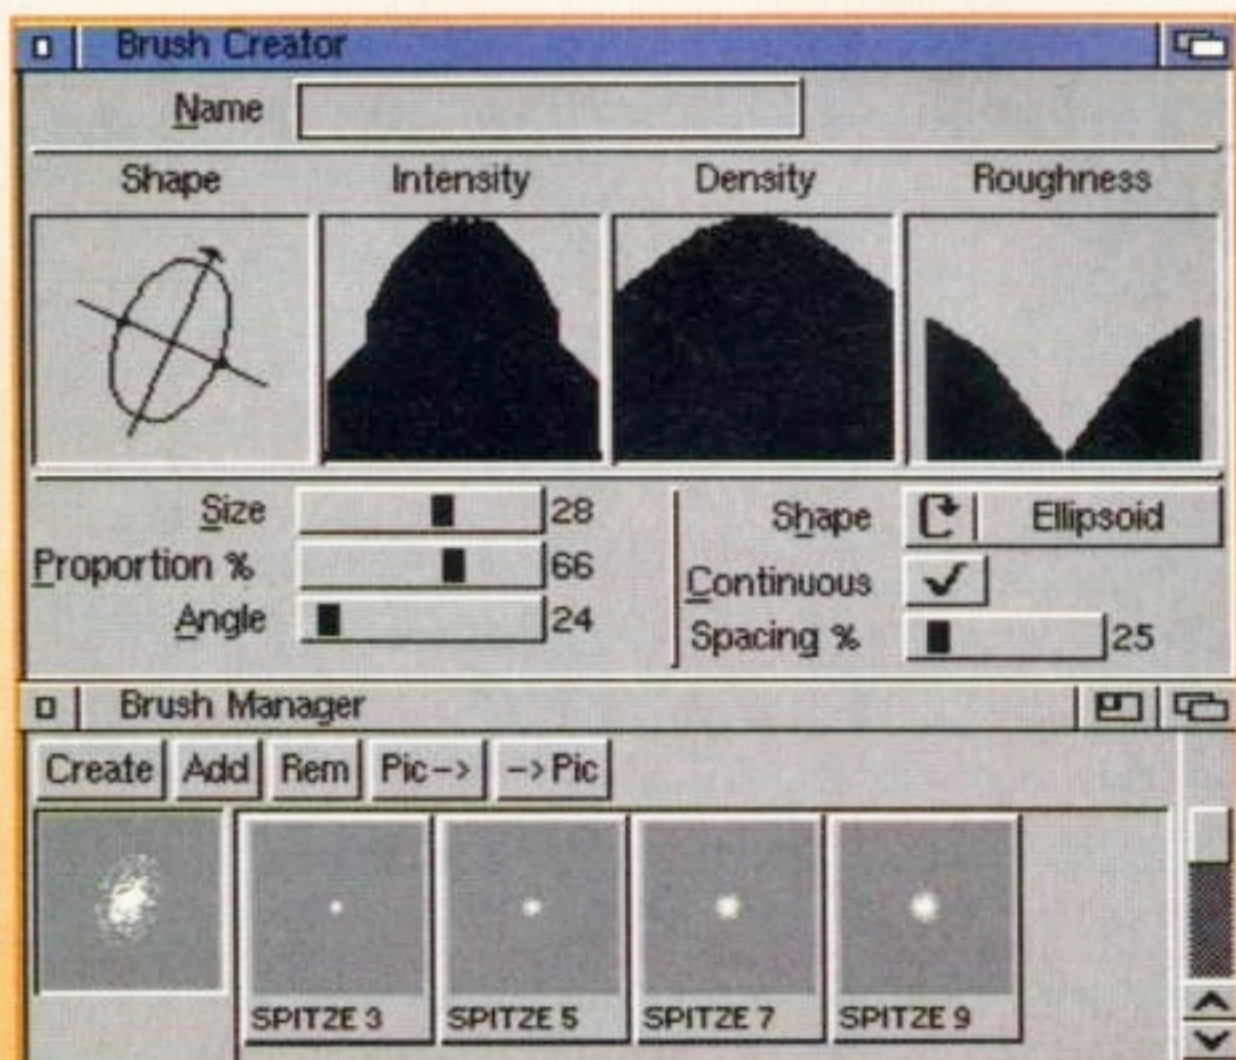 Brush Creator
Name
Shape Intensity Density Roughness
Size 28
Proportion % 66
Angle 24
Shape Ellipsoid
Continuous
Spacing % 25
Brush Manager
Create Add Rem Pic-> ->Pic
SPITZE 3 SPITZE 5 SPITZE 7 SPITZE 9